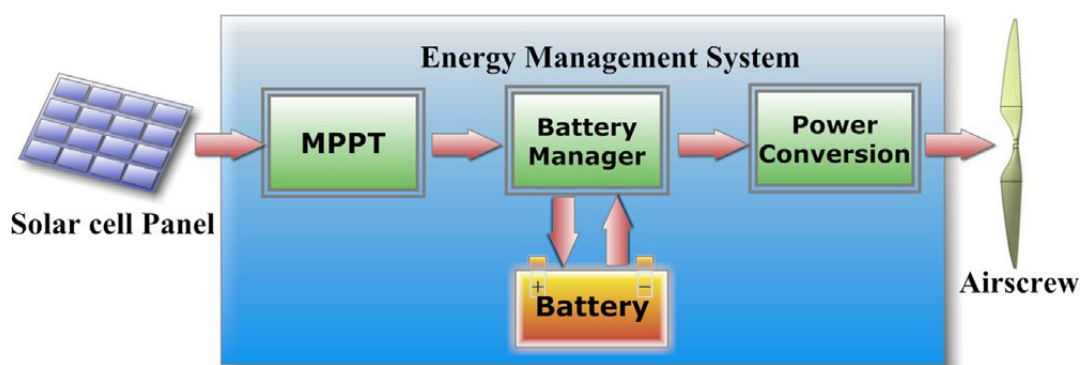 Energy Management System
Solar cell Panel
MPPT
Battery
Manager
Power
Conversion
Airscrew
+
−
Battery